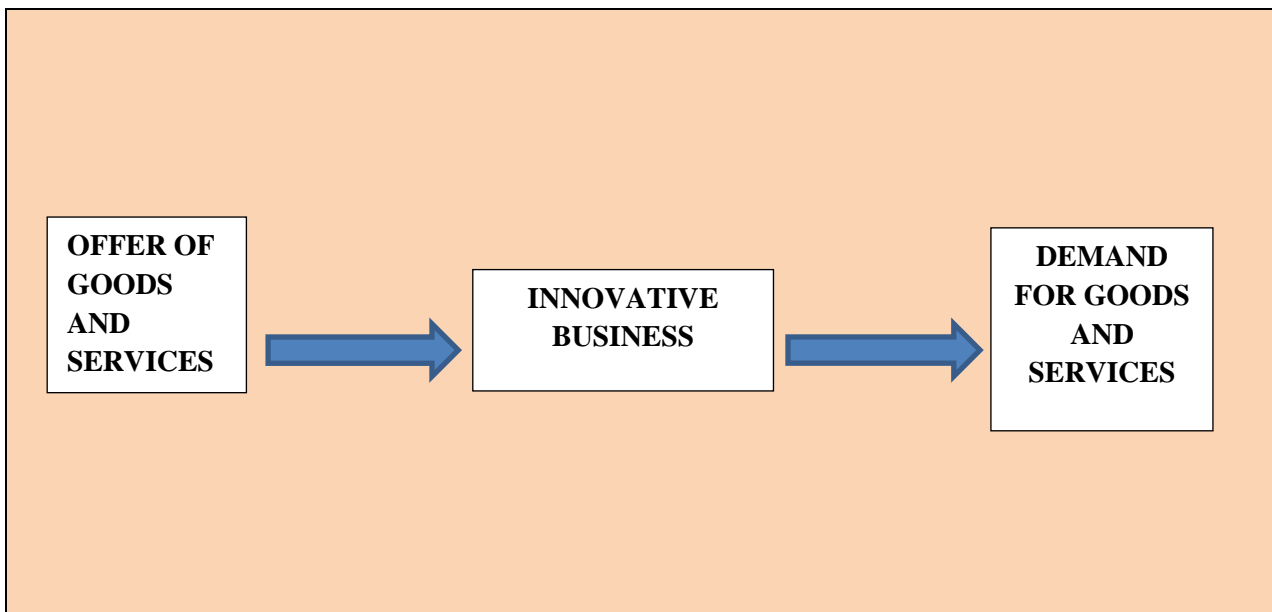 OFFER OF
GOODS
AND
SERVICES
INNOVATIVE
BUSINESS
DEMAND
FOR GOODS
AND
SERVICES